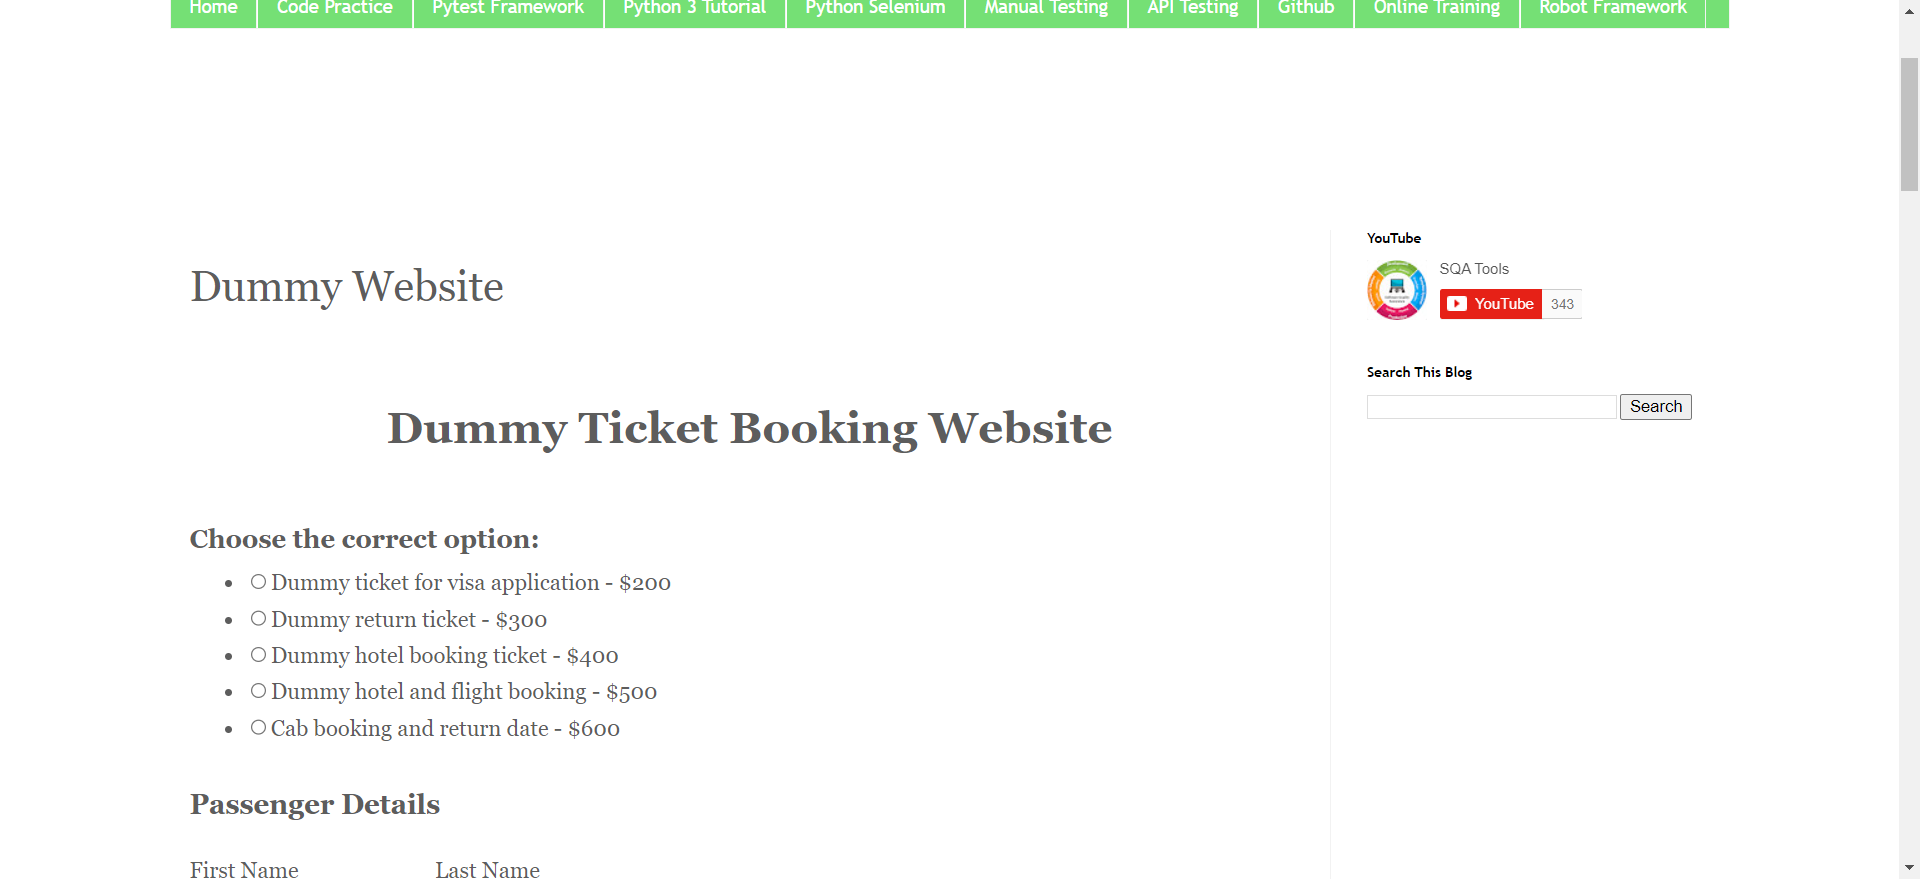 Home Code Practice Pytest Framework Python 3 Tutorial Python Selenium Manual Testing API Testing Github Online Training Robot Framework
Dummy Website
Dummy Ticket Booking Website
Choose the correct option:
Dummy ticket for visa application - $200
Dummy return ticket - $300
Dummy hotel booking ticket - $400
Dummy hotel and flight booking - $500
Cab booking and return date - $600
Passenger Details
First Name Last Name
YouTube
SQA Tools
YouTube 343
Search This Blog
Search